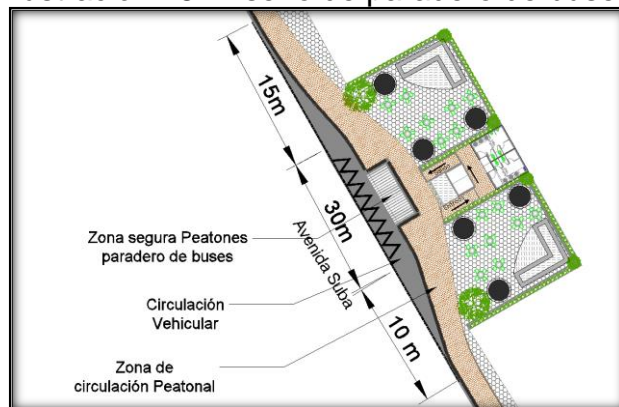 15m
30m
Avenida Suba
10 m
Zona segura Peatones
paradero de buses
Circulación
Vehicular
Zona de
circulación Peatonal